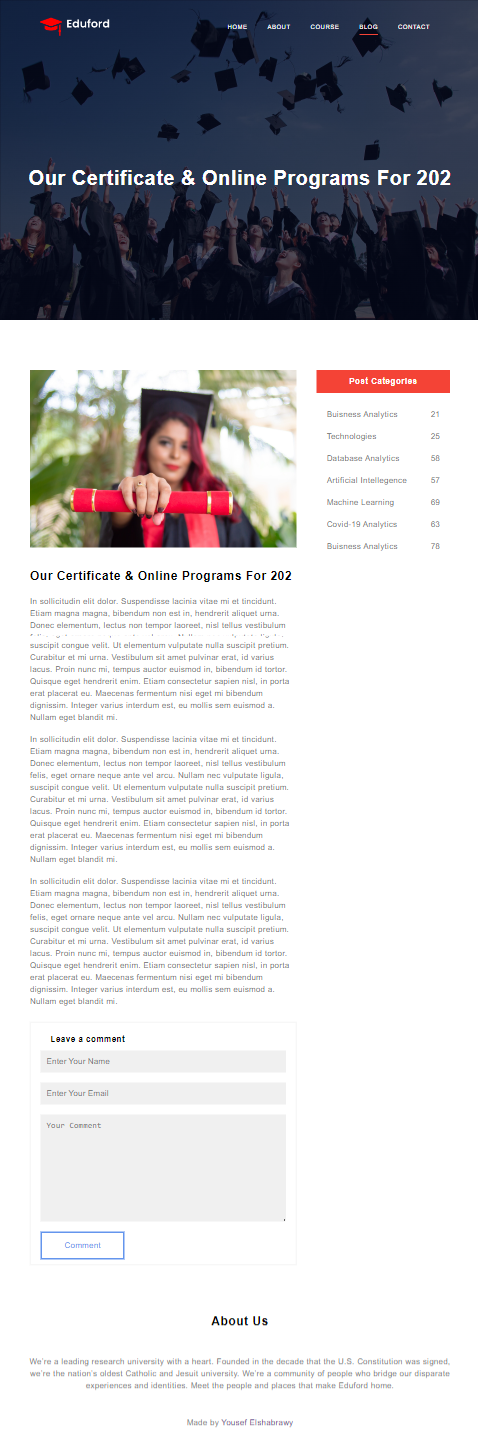 Eduford
HOME ABOUT COURSE BLOG CONTACT
Our Certificate & Online Programs For 202
Post Categories
Buisness Analytics 21
Technologies 25
Database Analytics 58
Artificial Intellegence 57
Machine Learning 69
Covid-19 Analytics 63
Buisness Analytics 78
Our Certificate & Online Programs For 202
In sollicitudin elit dolor. Suspendisse lacinia vitae mi et tincidunt.
Etiam magna magna, bibendum non est in, hendrerit aliquet urna.
Donec elementum, lectus non tempor laoreet, nisl tellus vestibulum
suscipit congue velit. Ut elementum vulputate nulla suscipit pretium.
Curabitur et mi urna. Vestibulum sit amet pulvinar erat, id varius
lacus. Proin nunc mi, tempus auctor euismod in, bibendum id tortor.
Quisque eget hendrerit enim. Etiam consectetur sapien nisl, in porta
erat placerat eu. Maecenas fermentum nisi eget mi bibendum
dignissim. Integer varius interdum est, eu mollis sem euismod a.
Nullam eget blandit mi.
In sollicitudin elit dolor. Suspendisse lacinia vitae mi et tincidunt.
Etiam magna magna, bibendum non est in, hendrerit aliquet urna.
Donec elementum, lectus non tempor laoreet, nisl tellus vestibulum
felis, eget ornare neque ante vel arcu. Nullam nec vulputate ligula,
suscipit congue velit. Ut elementum vulputate nulla suscipit pretium.
Curabitur et mi urna. Vestibulum sit amet pulvinar erat, id varius
lacus. Proin nunc mi, tempus auctor euismod in, bibendum id tortor.
Quisque eget hendrerit enim. Etiam consectetur sapien nisl, in porta
erat placerat eu. Maecenas fermentum nisi eget mi bibendum
dignissim. Integer varius interdum est, eu mollis sem euismod a.
Nullam eget blandit mi.
In sollicitudin elit dolor. Suspendisse lacinia vitae mi et tincidunt.
Etiam magna magna, bibendum non est in, hendrerit aliquet urna.
Donec elementum, lectus non tempor laoreet, nisl tellus vestibulum
felis, eget ornare neque ante vel arcu. Nullam nec vulputate ligula,
suscipit congue velit. Ut elementum vulputate nulla suscipit pretium.
Curabitur et mi urna. Vestibulum sit amet pulvinar erat, id varius
lacus. Proin nunc mi, tempus auctor euismod in, bibendum id tortor.
Quisque eget hendrerit enim. Etiam consectetur sapien nisl, in porta
erat placerat eu. Maecenas fermentum nisi eget mi bibendum
dignissim. Integer varius interdum est, eu mollis sem euismod a.
Nullam eget blandit mi.
Leave a comment
Enter Your Name
Enter Your Email
Your Comment
Comment
About Us
We're a leading research university with a heart. Founded in the decade that the U.S. Constitution was signed,
we're the nation's oldest Catholic and Jesuit university. We're a community of people who bridge our disparate
experiences and identities. Meet the people and places that make Eduford home.
Made by Yousef Elshabrawy